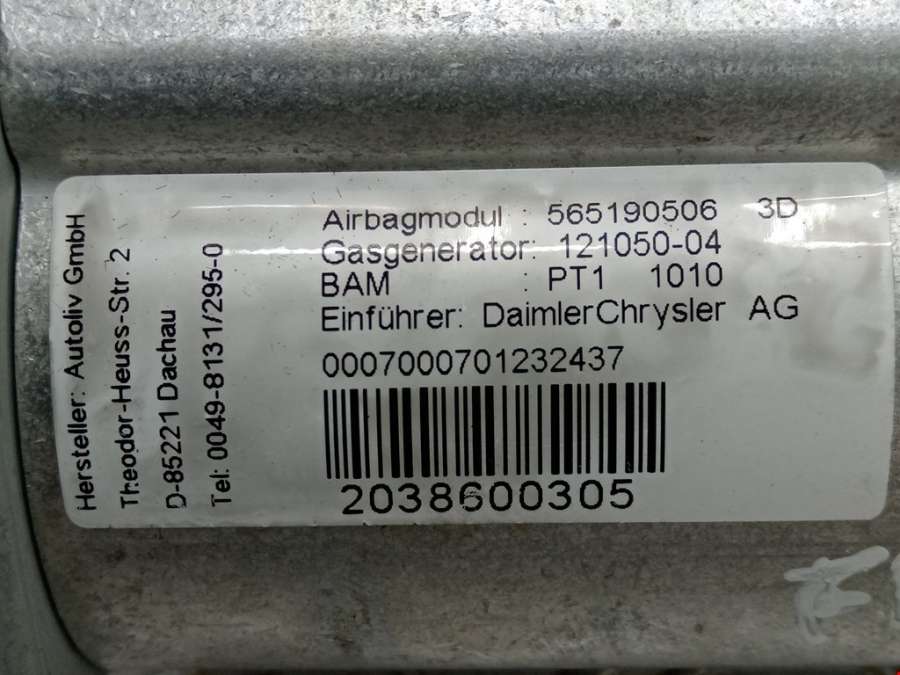 Hersteller: Autoliv GmbH
Theodor-Heuss-Str. 2
D-85221 Dachau
Tel: 0049-8131/295-0
Airbagmodul : 565190506 3D
Gasgenerator: 121050-04
BAM : PT1 1010
Einführer: DaimlerChrysler AG
0007000701232437
2038600305